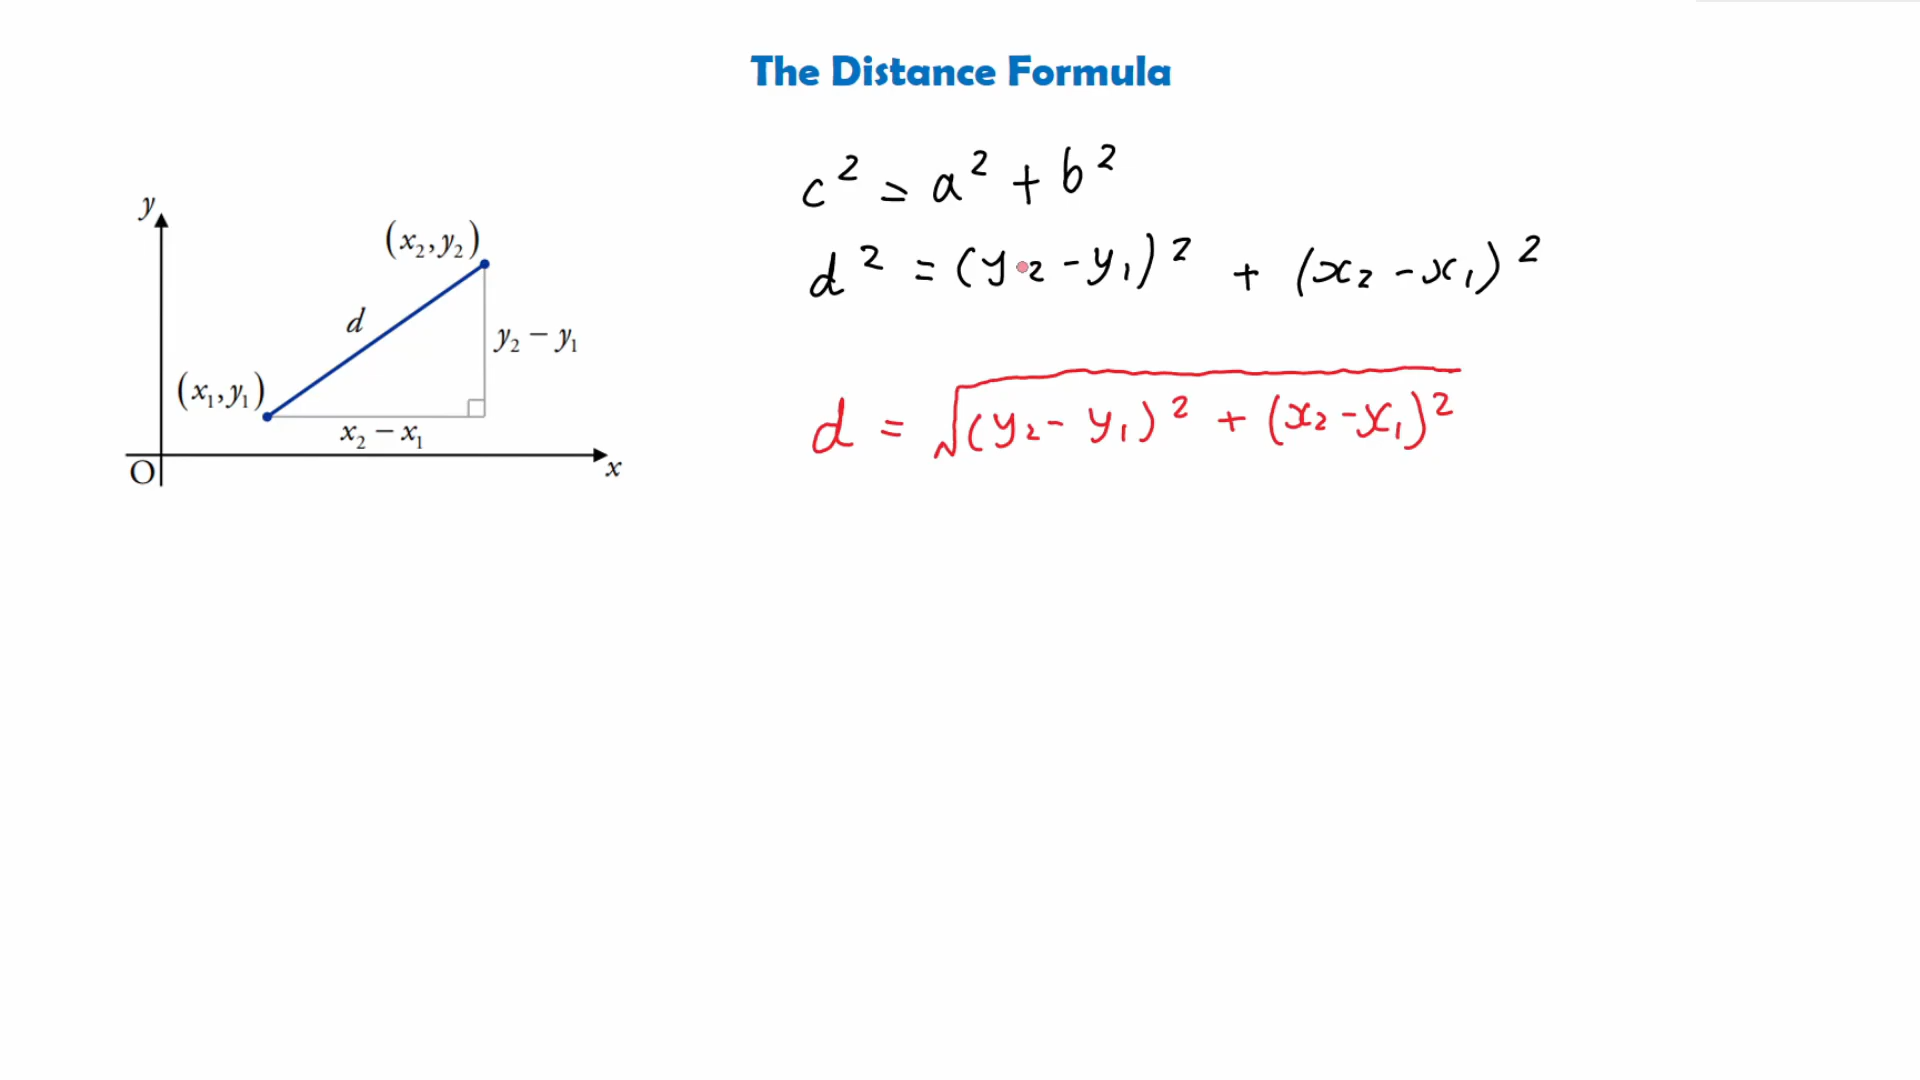 The Distance Formula
c² = a² + b²
d² = (y₂ - y₁)² + (x₂ - x₁)²
d = √(y₂ - y₁)² + (x₂ - x₁)²
y
(x₂, y₂)
d
y₂ − y₁
(x₁, y₁)
x₂ − x₁
O
x